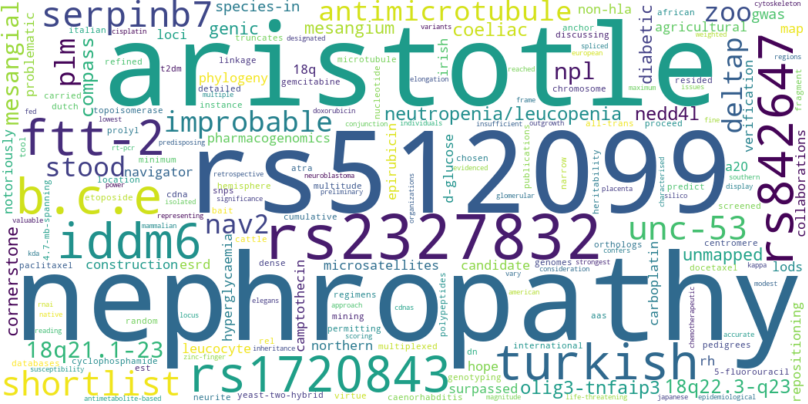 serpinb7 species-in antimicrotubule non-hla zoo african cytoskeleton
italian cisplatin loci genic mesangium anchor discussing gwas
problematic mesangial plm compass aristotle coeliac agricultural map
refined truncates variants designated spliced weighted european
t2dm linkage microtubule irish diabetic chromosome regions
carried dutch multiple 18q gemcitabine nucleotide elongation reached maximum issues
phylogeny detailed topoisomerase prolyl instance npl resided segment
notoriously tool fed lowest improbable neutropenia/leucopenia nedd4l deltap verification
ftt-2 rt-pcr minimum predisposing pharmacogenomics frame insufficient outgrowth all-trans proceed fine
stood navigator retrospective atra d-glucose chosen narrow a20 southern
location cdna snps hemisphere neuroblastoma conjunction individuals evidenced publications heritability predict display
etoposide isolated significance multitude epirubicin glomerular in silico characterised
power preliminary placenta organizations screened
b.c.e rs512099 rs842647 collaborations
valuable 4.7-mb-spanning representing bait cumulative
iddm6 nav2 cattle rs2327832 unc-53 centromere
kda mammalian dense orthologs kappa
cornerstone paclitaxel construction esrd hyperglycaemia microsatellites candidate genomes strongest carboplatin docetaxel unmapped lods
rnai native elegans regimens vary confers consideration modest
reading camptothecin mining polypeptides american chemotherapeutic accurate
nephropathy
random locus permitting approach scoring cdnas aas repositioning
18q21.1-23 inheritance leucocyte rel northern multiplexed dn international rh pedigrees
databases cyclophosphamide zinc-finger turkish
susceptibility est rs1720843 hope genotyping 5-fluorouracil
shortlist surpassed olig3-tnfaip3 18q22.3-q23
antimetabolite-based neurite yeast-two-hybrid virtue caenorhabditis magnitude life-threatening japanese epidemiological